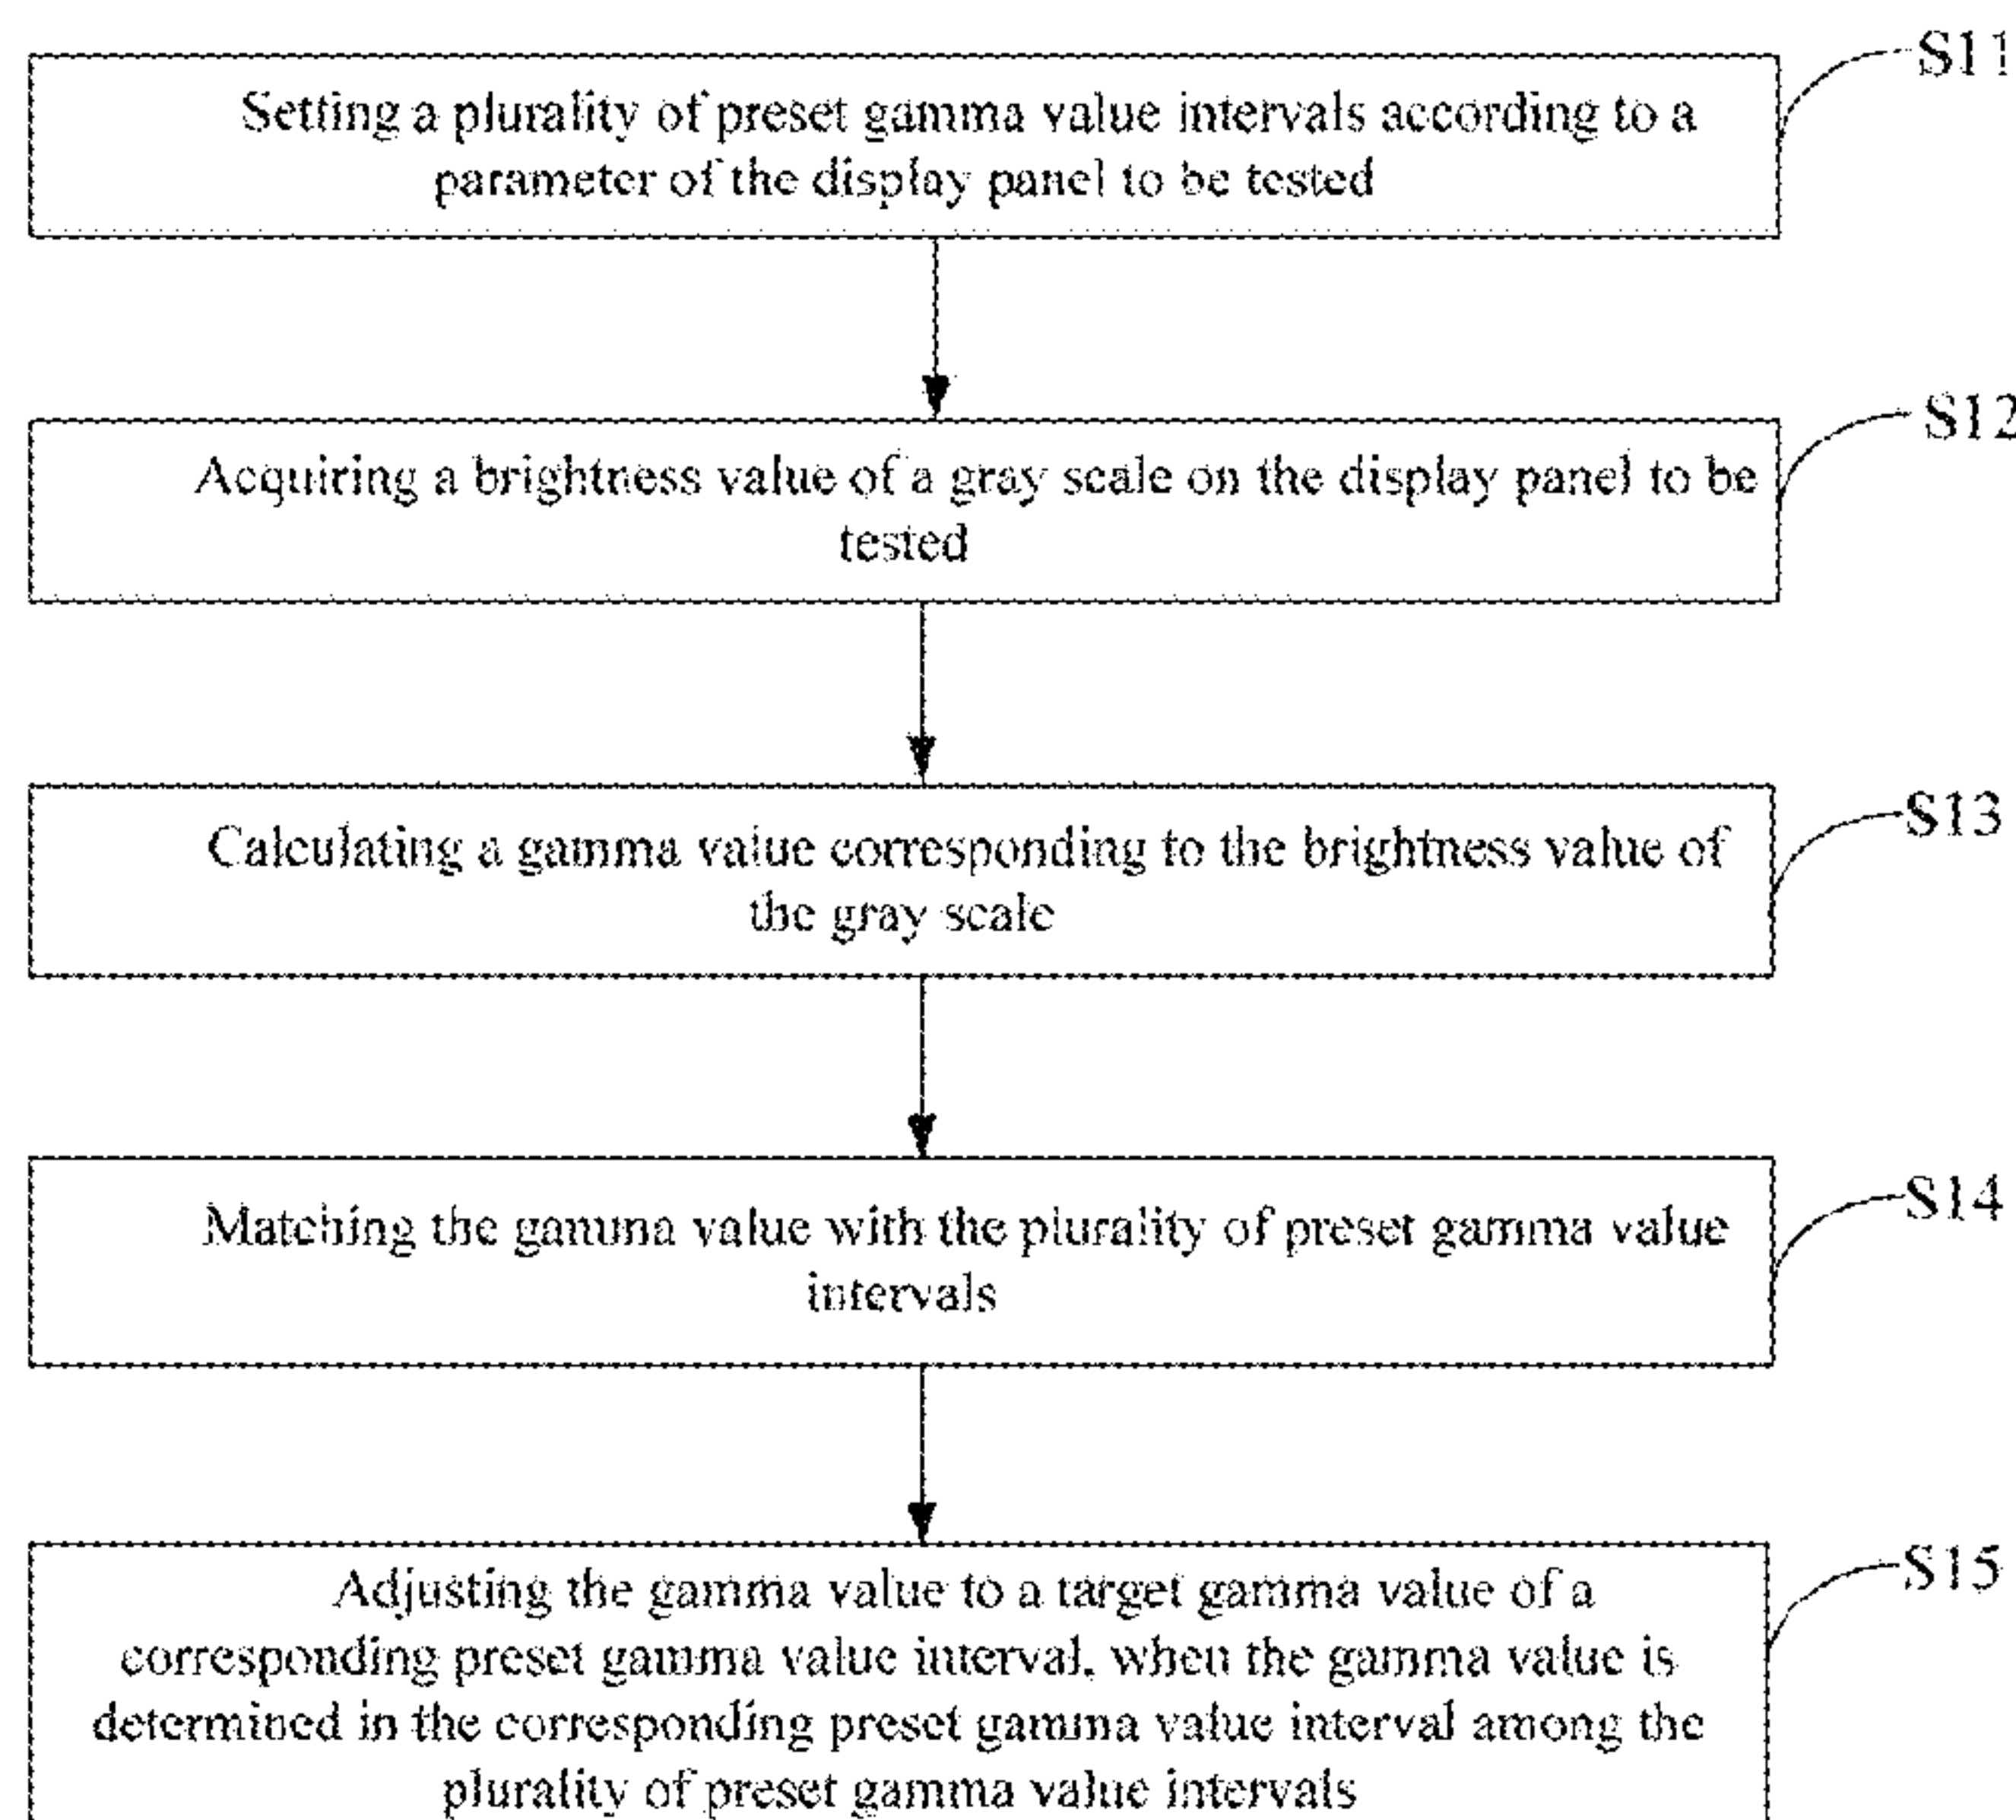 S11
Setting a plurality of preset gamma value intervals according to a
parameter of the display panel to be tested
S12
Acquiring a brightness value of a gray scale on the display panel to be
tested
S13
Calculating a gamma value corresponding to the brightness value of
the gray scale
S14
Matching the gamma value with the plurality of preset gamma value
intervals
S15
Adjusting the gamma value to a target gamma value of a
corresponding preset gamma value interval, when the gamma value is
determined in the corresponding preset gamma value interval among the
plurality of preset gamma value intervals